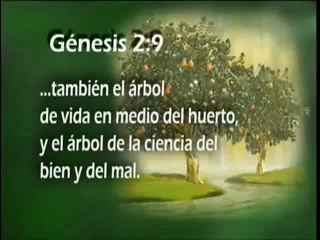 Génesis 2:9
...también el árbol
de vida en medio del huerto,
y el árbol de la ciencia del
bien y del mal.